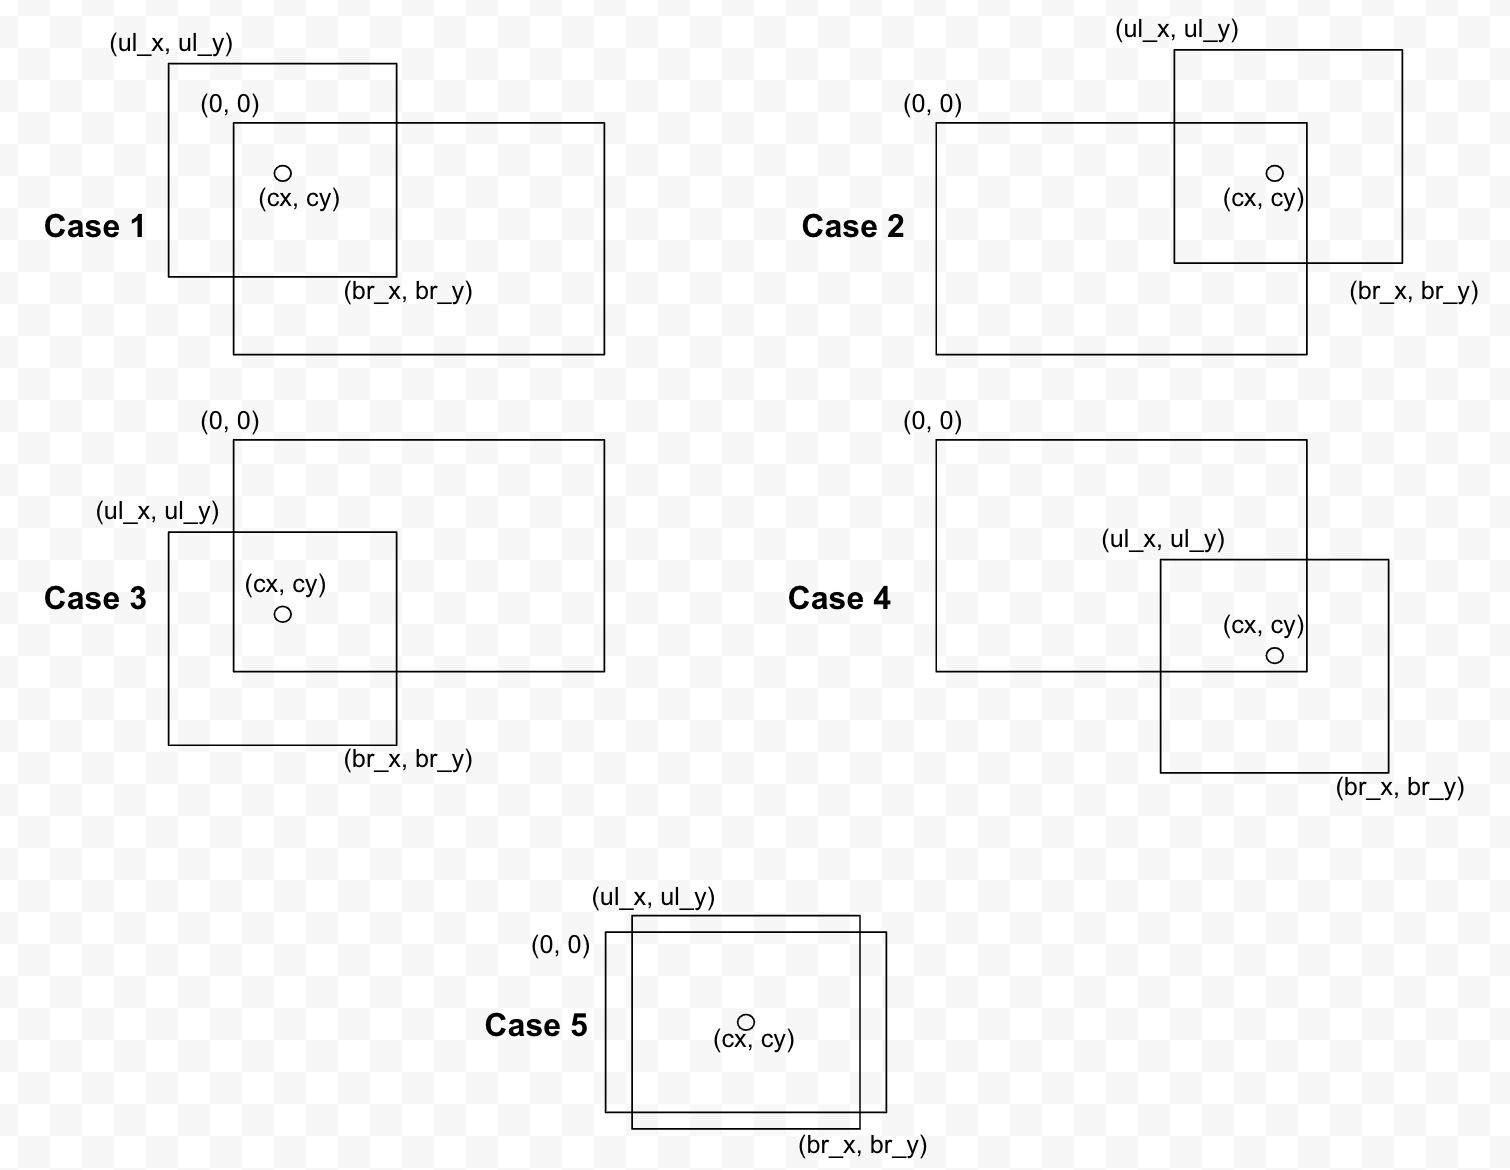 (ul_x, ul_y)
(0, 0)
(cx, cy)
Case 1
(br_x, br_y)
(ul_x, ul_y)
(0, 0)
(cx, cy)
Case 2
(br_x, br_y)
(0, 0)
(ul_x, ul_y)
(cx, cy)
Case 3
(br_x, br_y)
(0, 0)
(ul_x, ul_y)
Case 4
(cx, cy)
(br_x, br_y)
(ul_x, ul_y)
(0, 0)
Case 5
(cx, cy)
(br_x, br_y)